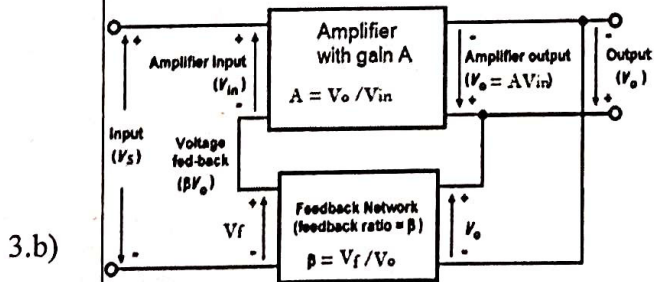 Amplifier
with gain A
A = Vo /Vin
Amplifier input
(Vin)
Amplifier output
(Vo = AVin)
Output
(Vo)
Input
(VS)
Voltage
fed-back
(βVo)
Vf
Feedback Network
(feedback ratio = β)
β = Vf /Vo
Vo
3.b)
+
-
+
-
-
+
-
+
+
-
+
-